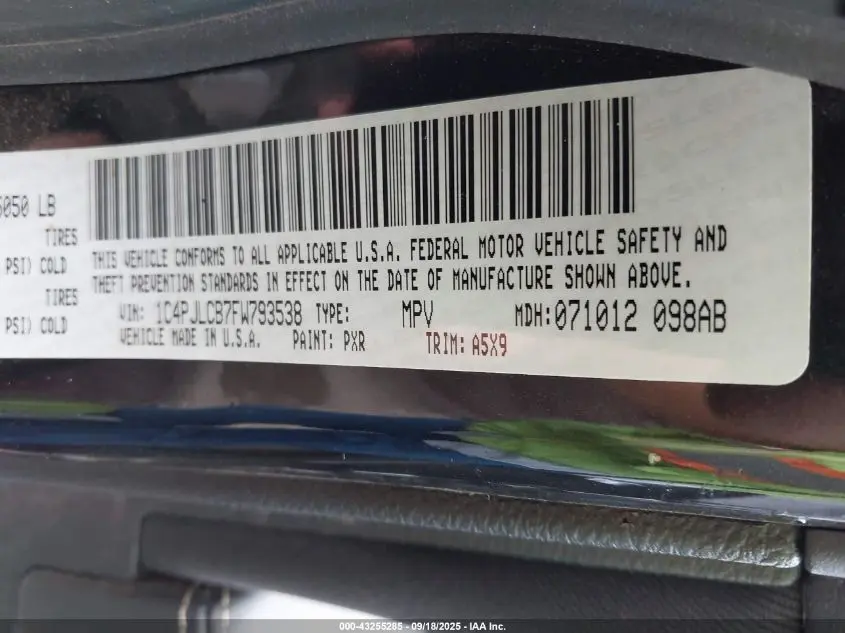 5050 LB
TIRES
PSI) COLD
TIRES
PSI) COLD
THIS VEHICLE CONFORMS TO ALL APPLICABLE U.S.A. FEDERAL MOTOR VEHICLE SAFETY AND
THEFT PREVENTION STANDARDS IN EFFECT ON THE DATE OF MANUFACTURE SHOWN ABOVE.
VIN: 1C4PJLCB7FW793538 TYPE: MPV MDH:071012 098AB
VEHICLE MADE IN U.S.A. PAINT: PXR TRIM: A5X9
000-43255285 - 09/18/2025 - IAA Inc.